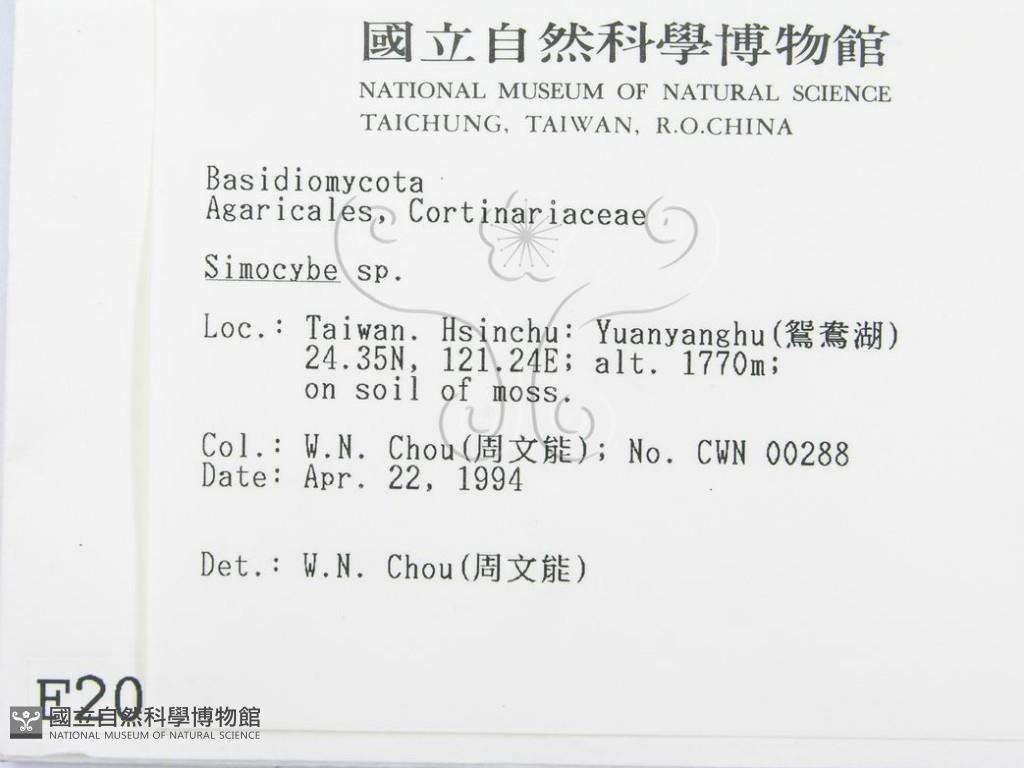 國立自然科學博物館
NATIONAL MUSEUM OF NATURAL SCIENCE
TAICHUNG, TAIWAN, R.O.CHINA
Basidiomycota
Agaricales, Cortinariaceae
Simocybe sp.
Loc.: Taiwan. Hsinchu: Yuanyanghu(鴛鴦湖)
24.35N, 121.24E; alt. 1770m;
on soil of moss.
Col.: W.N. Chou(周文能); No. CWN 00288
Date: Apr. 22, 1994
Det.: W.N. Chou(周文能)
F20
國立自然科學博物館
NATIONAL MUSEUM OF NATURAL SCIENCE